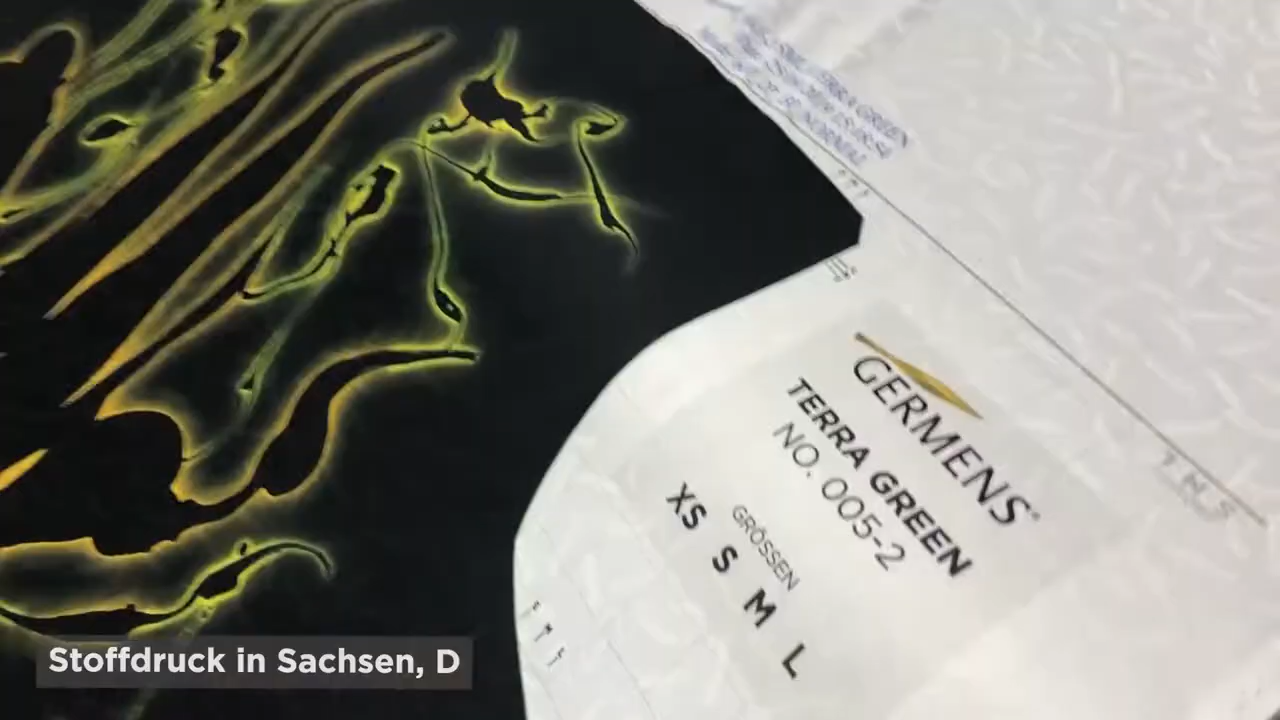 GERMENS®
TERRA GREEN
NO. 005-2
GRÖSSEN
XS S M L
Stoffdruck in Sachsen, D